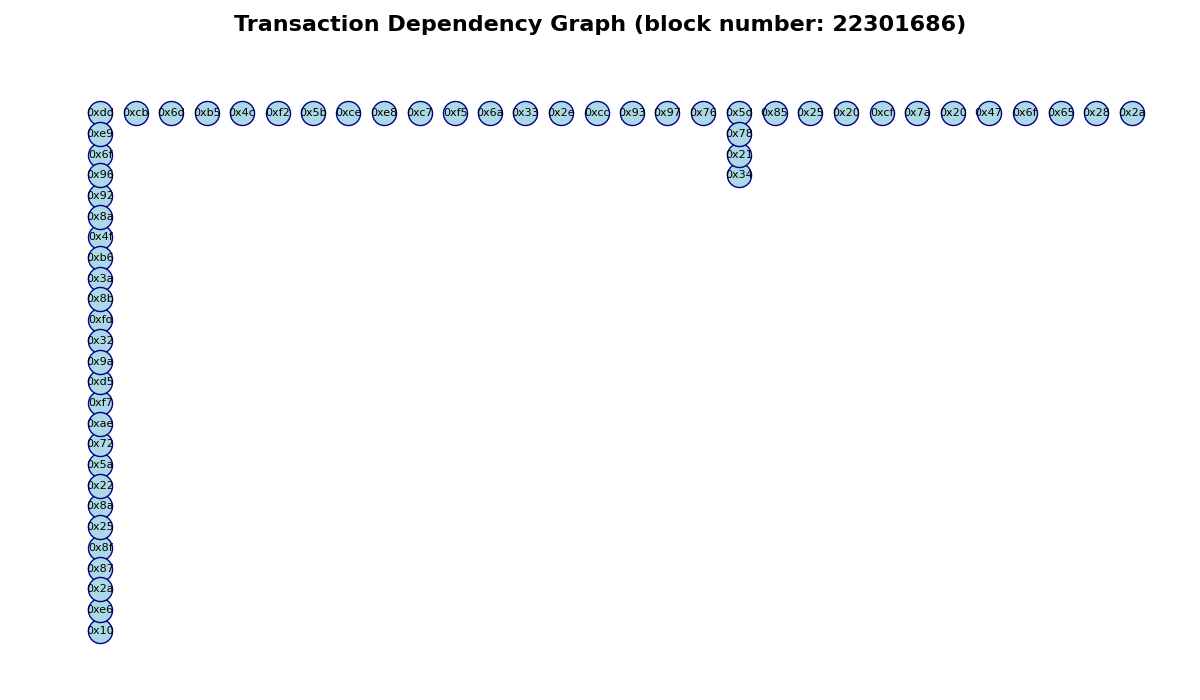 Transaction Dependency Graph (block number: 22301686)
0xdd 0xcb 0x6d 0xb5 0x4c 0xf2 0x5b 0xce 0xe8 0xc7 0xf5 0x6a 0x33 0x2e 0xcc 0x93 0x97 0x76 0x5d 0x85 0x25 0x20 0xcf 0x7a 0x20 0x47 0x6f 0x65 0x28 0x2a
0xe9 0x78
0x6f 0x21
0x96 0x34
0x92
0x8a
0x4f
0xb6
0x3a
0x8b
0xfd
0x32
0x9a
0xd5
0xf7
0xae
0x72
0x5a
0x22
0x8a
0x25
0x8f
0x87
0x2a
0xe6
0x10